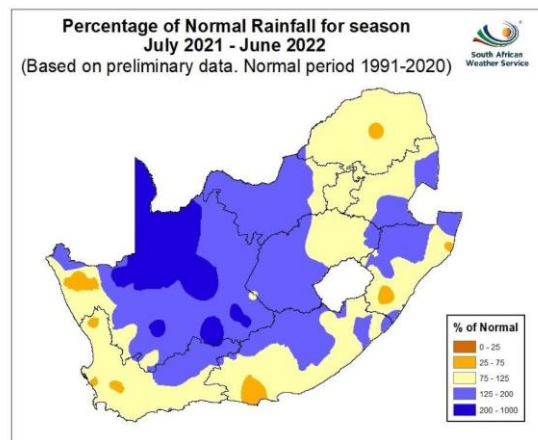 Percentage of Normal Rainfall for season
July 2021 - June 2022
(Based on preliminary data. Normal period 1991-2020)
South African
Weather Service
% of Normal
0 - 25
25 - 75
75 - 125
125 - 200
200 - 1000